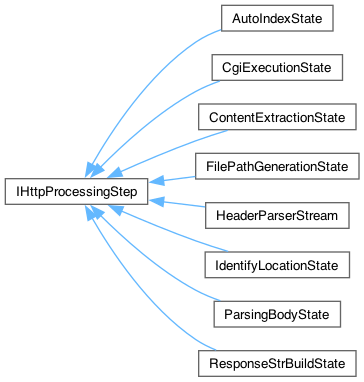 AutoIndexState
CgiExecutionState
ContentExtractionState
FilePathGenerationState
IHttpProcessingStep
HeaderParserStream
IdentifyLocationState
ParsingBodyState
ResponseStrBuildState